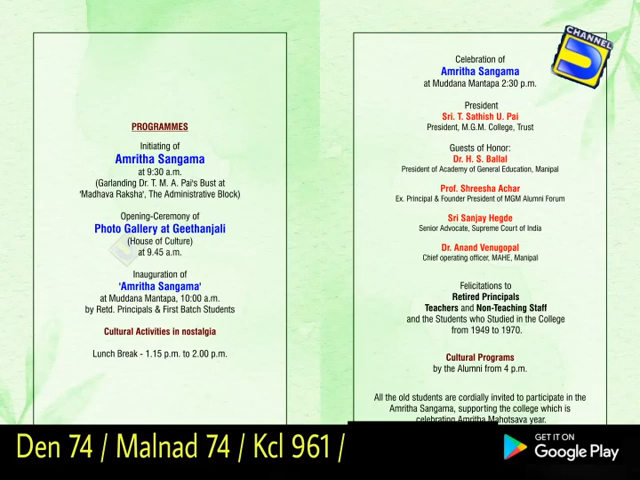 PROGRAMMES
Initiating of
Amritha Sangama
at 9:30 a.m.
(Garlanding Dr. T. M. A. Pai's Bust at
'Madhava Raksha', The Administrative Block)
Opening-Ceremony of
Photo Gallery at Geethanjali
(House of Culture)
at 9.45 a.m.
Inauguration of
'Amritha Sangama'
at Muddana Mantapa, 10:00 a.m.
by Retd. Principals & First Batch Students
Cultural Activities in nostalgia
Lunch Break - 1.15 p.m. to 2.00 p.m.
CHANNEL
Celebration of
Amritha Sangama
at Muddana Mantapa 2:30 p.m.
President
Sri. T. Sathish U. Pai
President, M.G.M. College, Trust
Guests of Honor:
Dr. H. S. Ballal
President of Academy of General Education, Manipal
Prof. Shreesha Achar
Ex. Principal & Founder President of MGM Alumni Forum
Sri Sanjay Hegde
Senior Advocate, Supreme Court of India
Dr. Anand Venugopal
Chief operating officer, MAHE, Manipal
Felicitations to
Retired Principals
Teachers and Non-Teaching Staff
and the Students who Studied in the College
from 1949 to 1970.
Cultural Programs
by the Alumni from 4 p.m.
All the old students are cordially invited to participate in the
Amritha Sangama, supporting the college which is
celebrating Amritha Mahotsava year.
Den 74 / Malnad 74 / Kcl 961 /
GET IT ON
Google Play